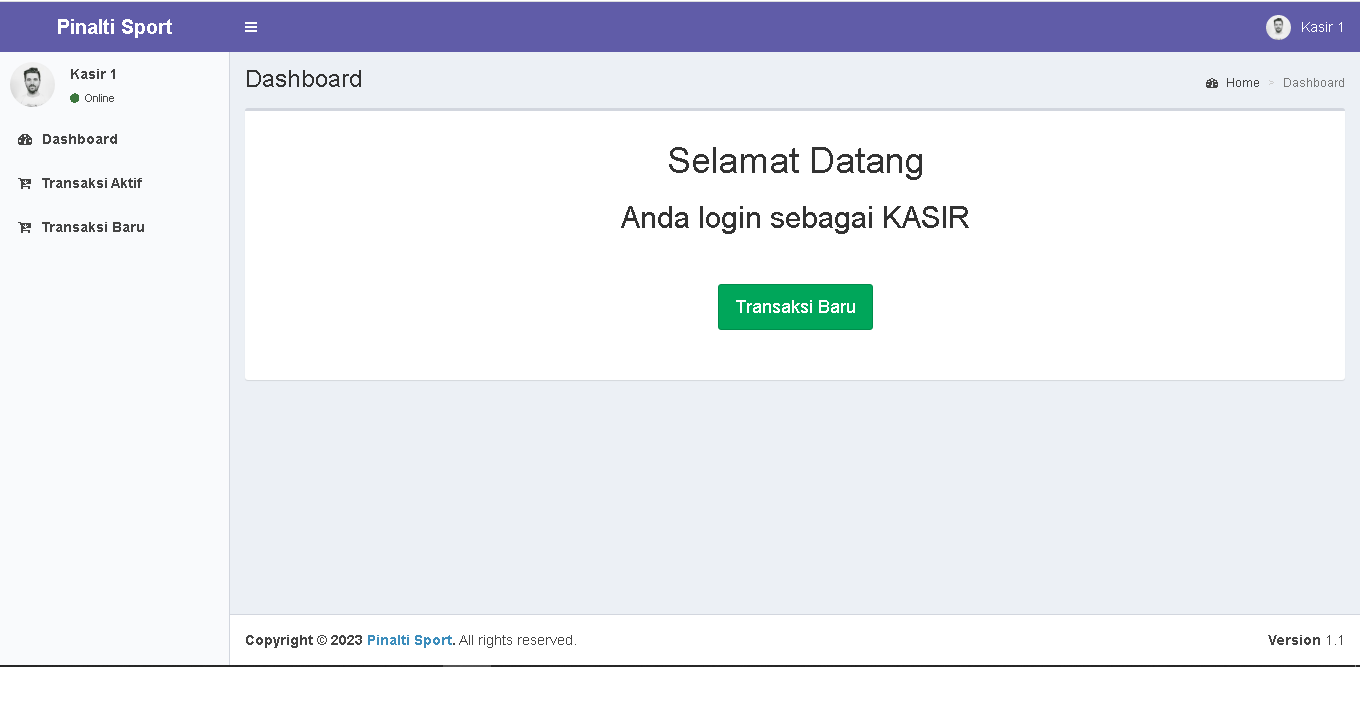 Pinalti Sport
Kasir 1
Kasir 1
Online
Dashboard
Transaksi Aktif
Transaksi Baru
Dashboard
Home > Dashboard
Selamat Datang
Anda login sebagai KASIR
Transaksi Baru
Copyright © 2023 Pinalti Sport. All rights reserved.
Version 1.1